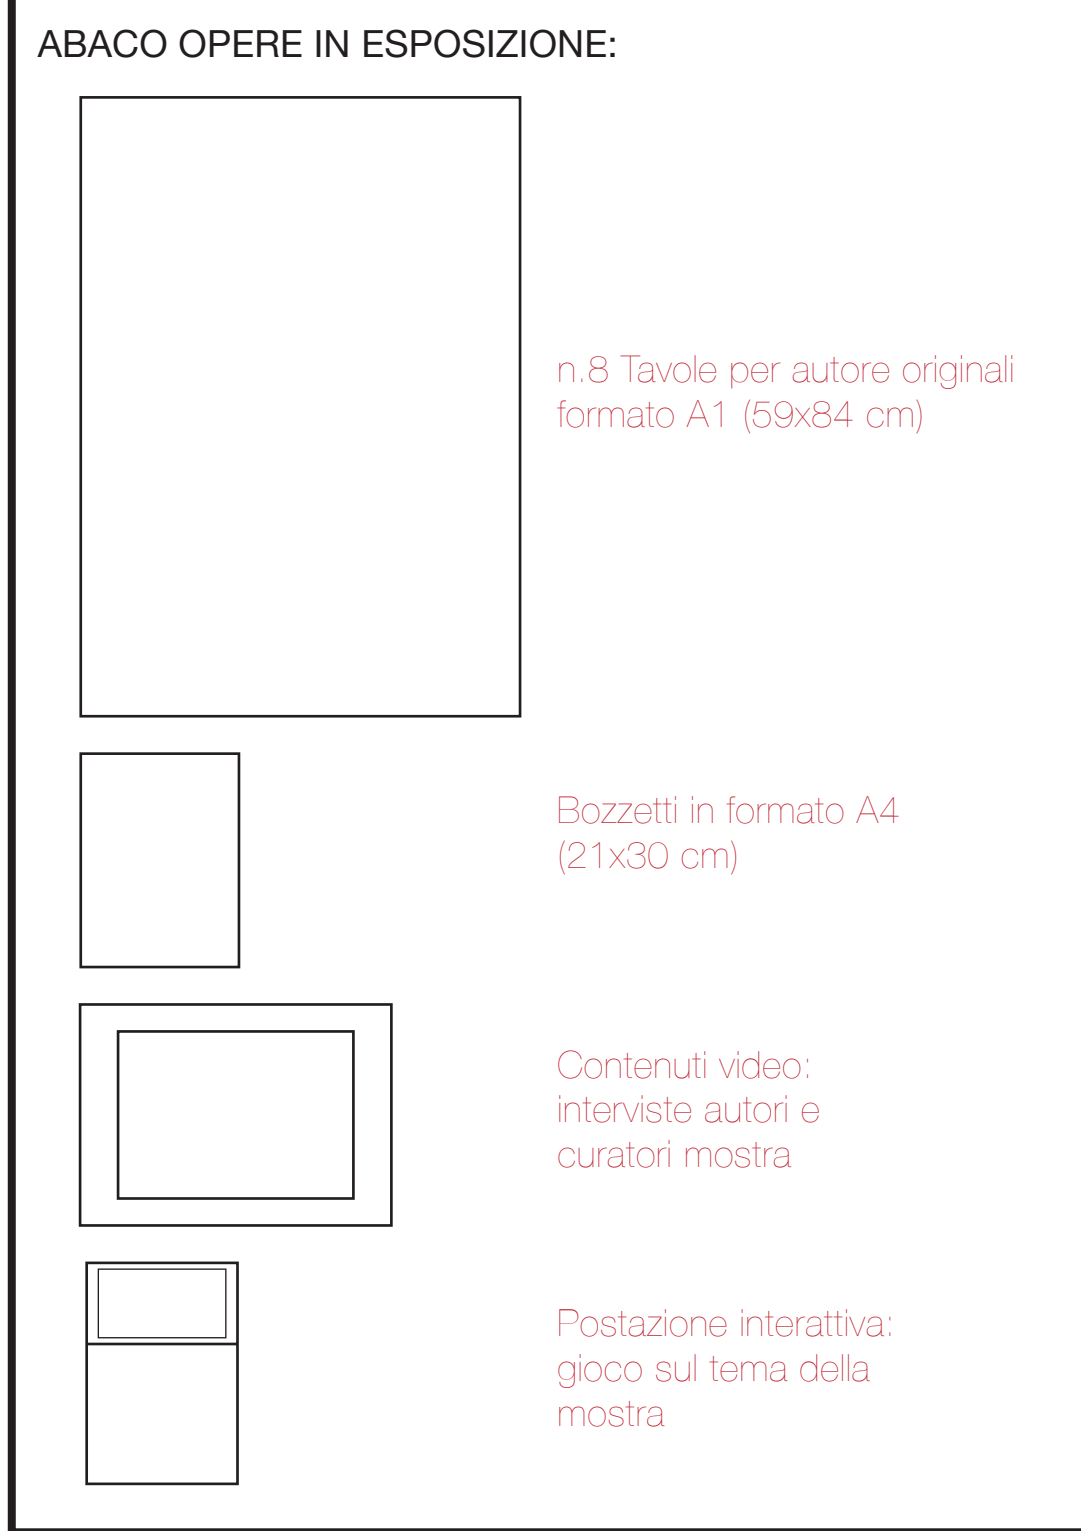 ABACO OPERE IN ESPOSIZIONE:
n.8 Tavole per autore originali
formato A1 (59x84 cm)
Bozzetti in formato A4
(21x30 cm)
Contenuti video:
interviste autori e
curatori mostra
Postazione interattiva:
gioco sul tema della
mostra